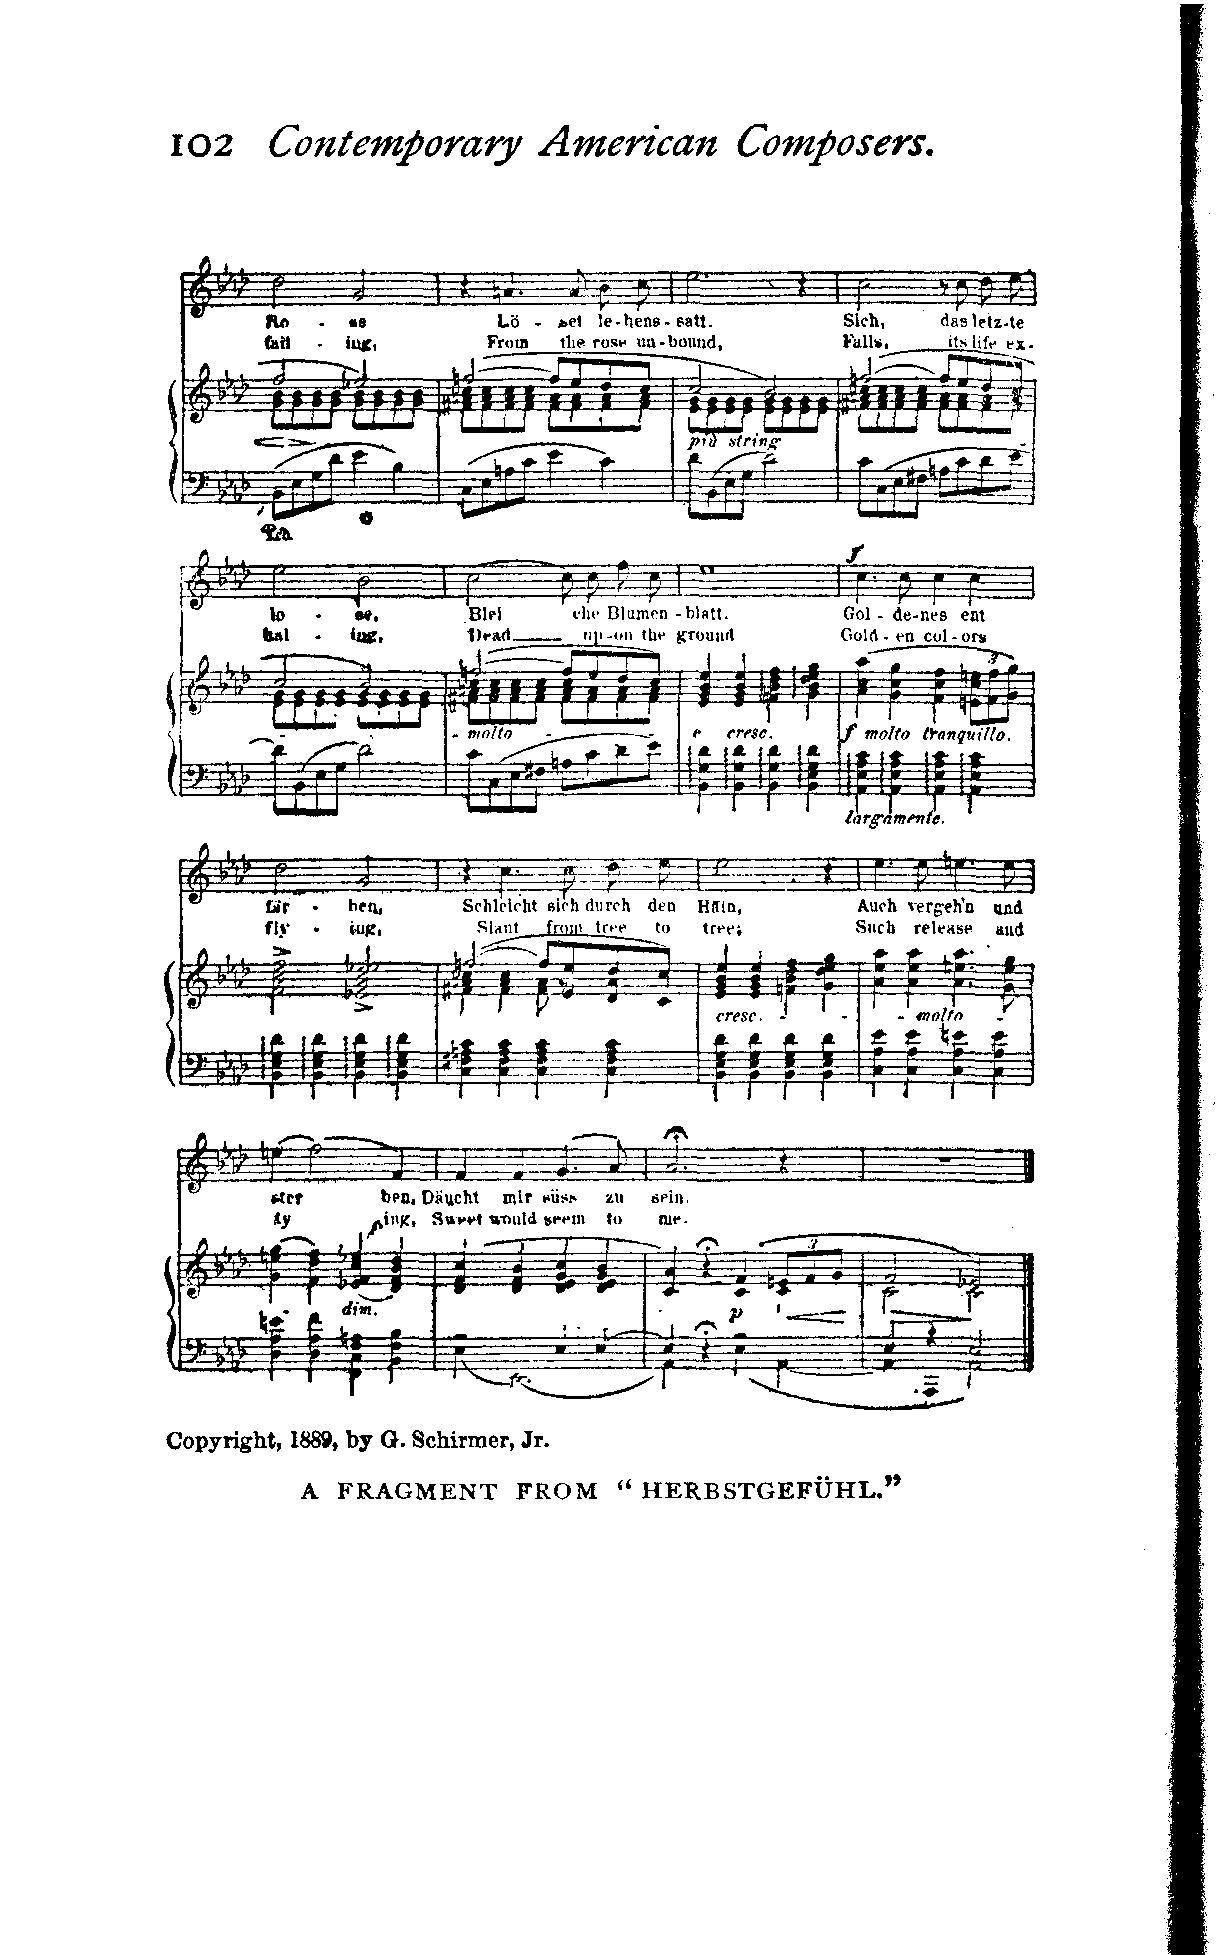 102 Contemporary American Composers.
Ro - se Lö - set le-bens-satt. Sich, das letz-te
fall - ing, From the rose un-bound, Falls, its life ex-
più string
lo - se, Blei che Blumen-blatt. Gol-de-nes ent
hal - ing, Dead up-on the ground Gold-en col-ors
- molto - - e cresc. f molto tranquillo.
largamente.
fär - ben, Schleicht sich durch den Hain, Auch vergeh'n und
fly - ing, Slant from tree to tree; Such release and
cresc. - - - molto -
ster ben, Däucht mir süss zu sein.
dy ing, Sweet would seem to me.
dim. p
Copyright, 1889, by G. Schirmer, Jr.
A FRAGMENT FROM "HERBSTGEFÜHL."